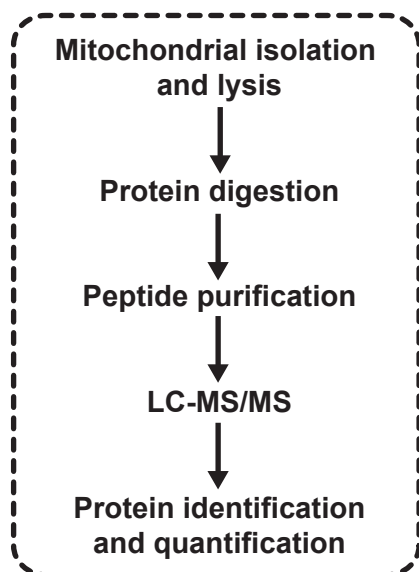 Mitochondrial isolation
and lysis
Protein digestion
Peptide purification
LC-MS/MS
Protein identification
and quantification